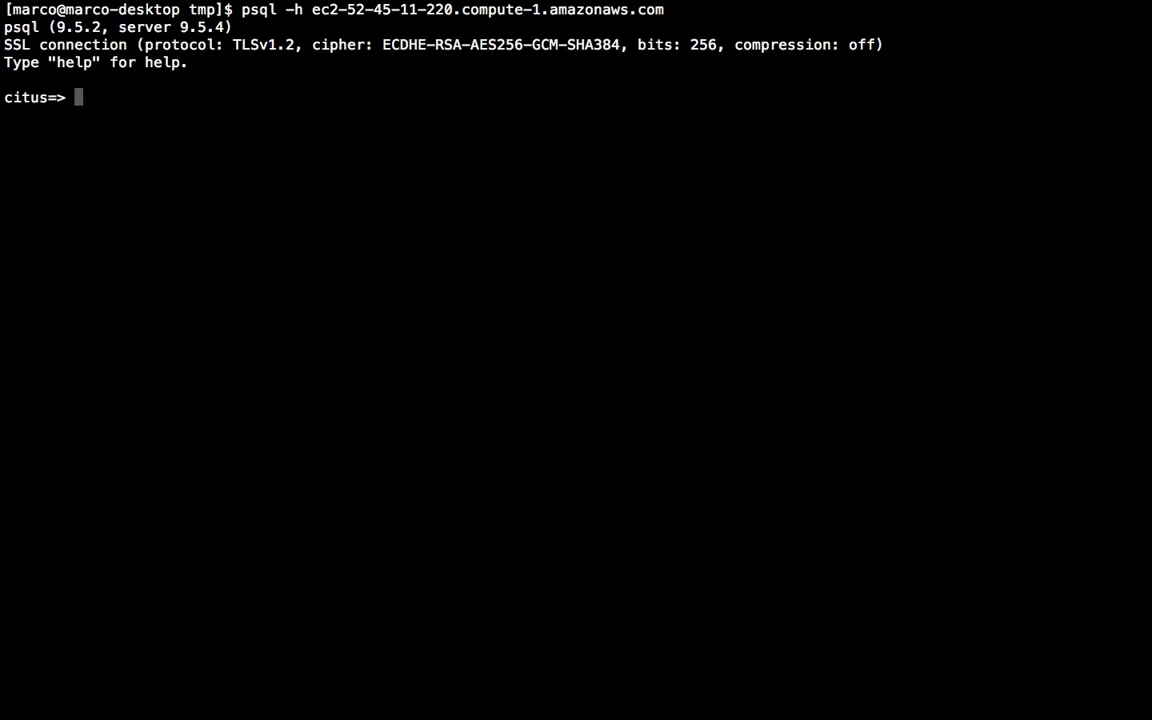 [marco@marco-desktop tmp]$ psql -h ec2-52-45-11-220.compute-1.amazonaws.com
psql (9.5.2, server 9.5.4)
SSL connection (protocol: TLSv1.2, cipher: ECDHE-RSA-AES256-GCM-SHA384, bits: 256, compression: off)
Type "help" for help.
citus=>